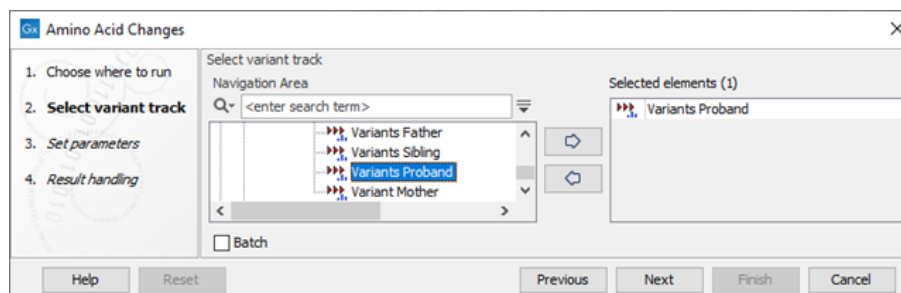 Gx Amino Acid Changes
1. Choose where to run
2. Select variant track
3. Set parameters
4. Result handling
Select variant track
Navigation Area
<enter search term>
Variants Father
Variants Sibling
Variants Proband
Variant Mother
Batch
Selected elements (1)
Variants Proband
Help
Reset
Previous
Next
Finish
Cancel